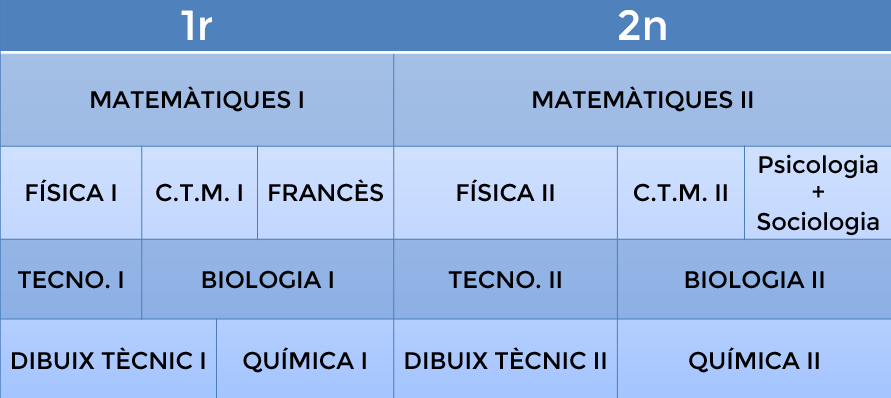 1r 2n
MATEMÀTIQUES I MATEMÀTIQUES II
FÍSICA I C.T.M. I FRANCÈS FÍSICA II C.T.M. II Psicologia
+
Sociologia
TECNO. I BIOLOGIA I TECNO. II BIOLOGIA II
DIBUIX TÈCNIC I QUÍMICA I DIBUIX TÈCNIC II QUÍMICA II